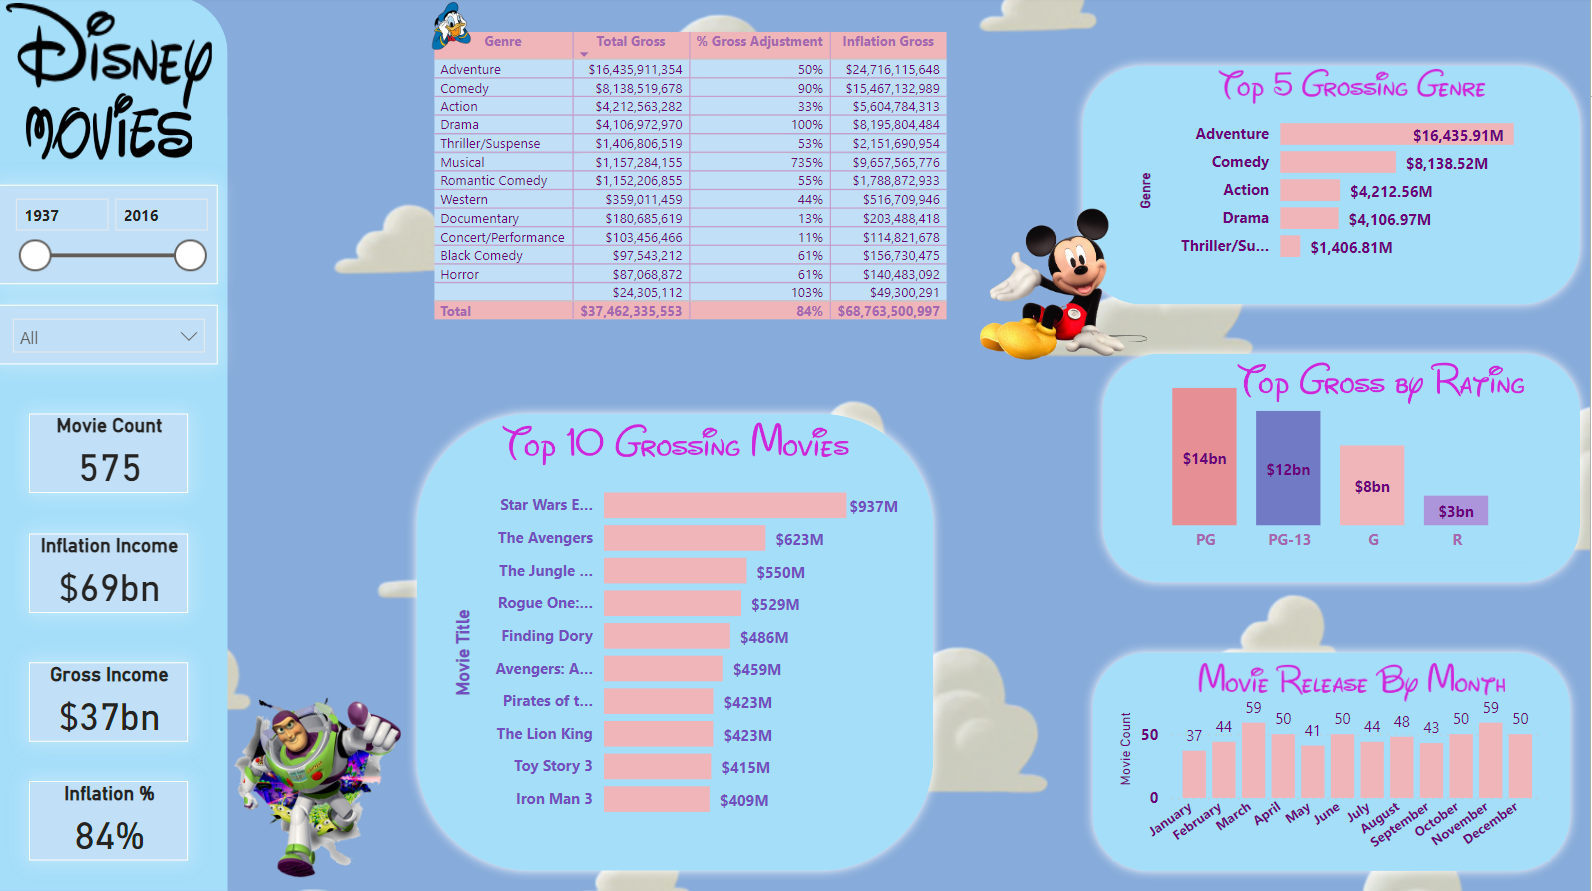 Disney
Movies
1937 2016
All
Movie Count
575
Inflation Income
$69bn
Gross Income
$37bn
Inflation %
84%
Genre Total Gross % Gross Adjustment Inflation Gross
Adventure $16,435,911,354 50% $24,716,115,648
Comedy $8,138,519,678 90% $15,467,132,989
Action $4,212,563,282 33% $5,604,784,313
Drama $4,106,972,970 100% $8,195,804,484
Thriller/Suspense $1,406,806,519 53% $2,151,690,954
Musical $1,157,284,155 735% $9,657,565,776
Romantic Comedy $1,152,206,855 55% $1,788,872,933
Western $359,011,459 44% $516,709,946
Documentary $180,685,619 13% $203,488,418
Concert/Performance $103,456,466 11% $114,821,678
Black Comedy $97,543,212 61% $156,730,475
Horror $87,068,872 61% $140,483,092
$24,305,112 103% $49,300,291
Total $37,462,335,553 84% $68,763,500,997
Top 10 Grossing Movies
Movie Title
Star Wars E... $937M
The Avengers $623M
The Jungle ... $550M
Rogue One:... $529M
Finding Dory $486M
Avengers: A... $459M
Pirates of t... $423M
The Lion King $423M
Toy Story 3 $415M
Iron Man 3 $409M
Top 5 Grossing Genre
Genre
Adventure $16,435.91M
Comedy $8,138.52M
Action $4,212.56M
Drama $4,106.97M
Thriller/Su... $1,406.81M
Top Gross by Rating
$14bn $12bn $8bn $3bn
PG PG-13 G R
Movie Release By Month
Movie Count
50
0
37 44 59 50 41 50 44 48 43 50 59 50
January February March April May June July August September October November December